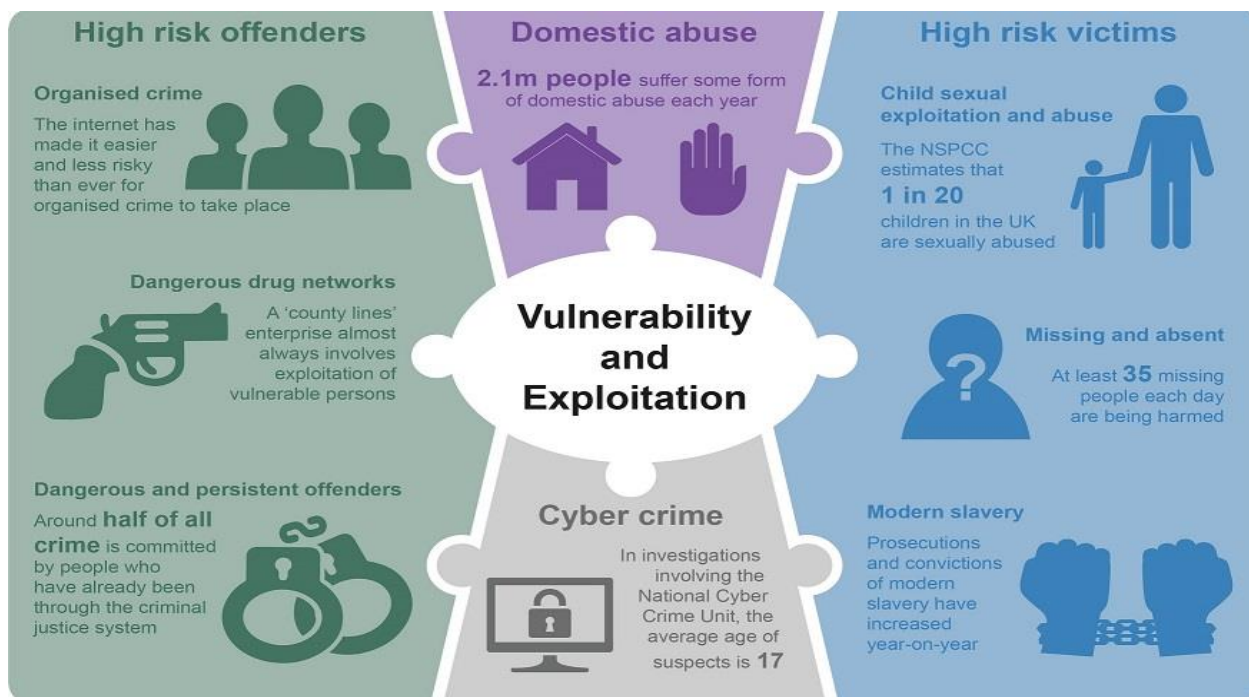 High risk offenders
Organised crime
The internet has
made it easier
and less risky
than ever for
organised crime to take place
Dangerous drug networks
A ‘county lines’
enterprise almost
always involves
exploitation of
vulnerable persons
Dangerous and persistent offenders
Around half of all
crime is committed
by people who
have already been
through the criminal
justice system
Domestic abuse
2.1m people suffer some form
of domestic abuse each year
Vulnerability
and
Exploitation
Cyber crime
In investigations
involving the
National Cyber
Crime Unit, the
average age of
suspects is 17
High risk victims
Child sexual
exploitation and abuse
The NSPCC
estimates that
1 in 20
children in the UK
are sexually abused
Missing and absent
?
At least 35 missing
people each day
are being harmed
Modern slavery
Prosecutions
and convictions
of modern
slavery have
increased
year-on-year